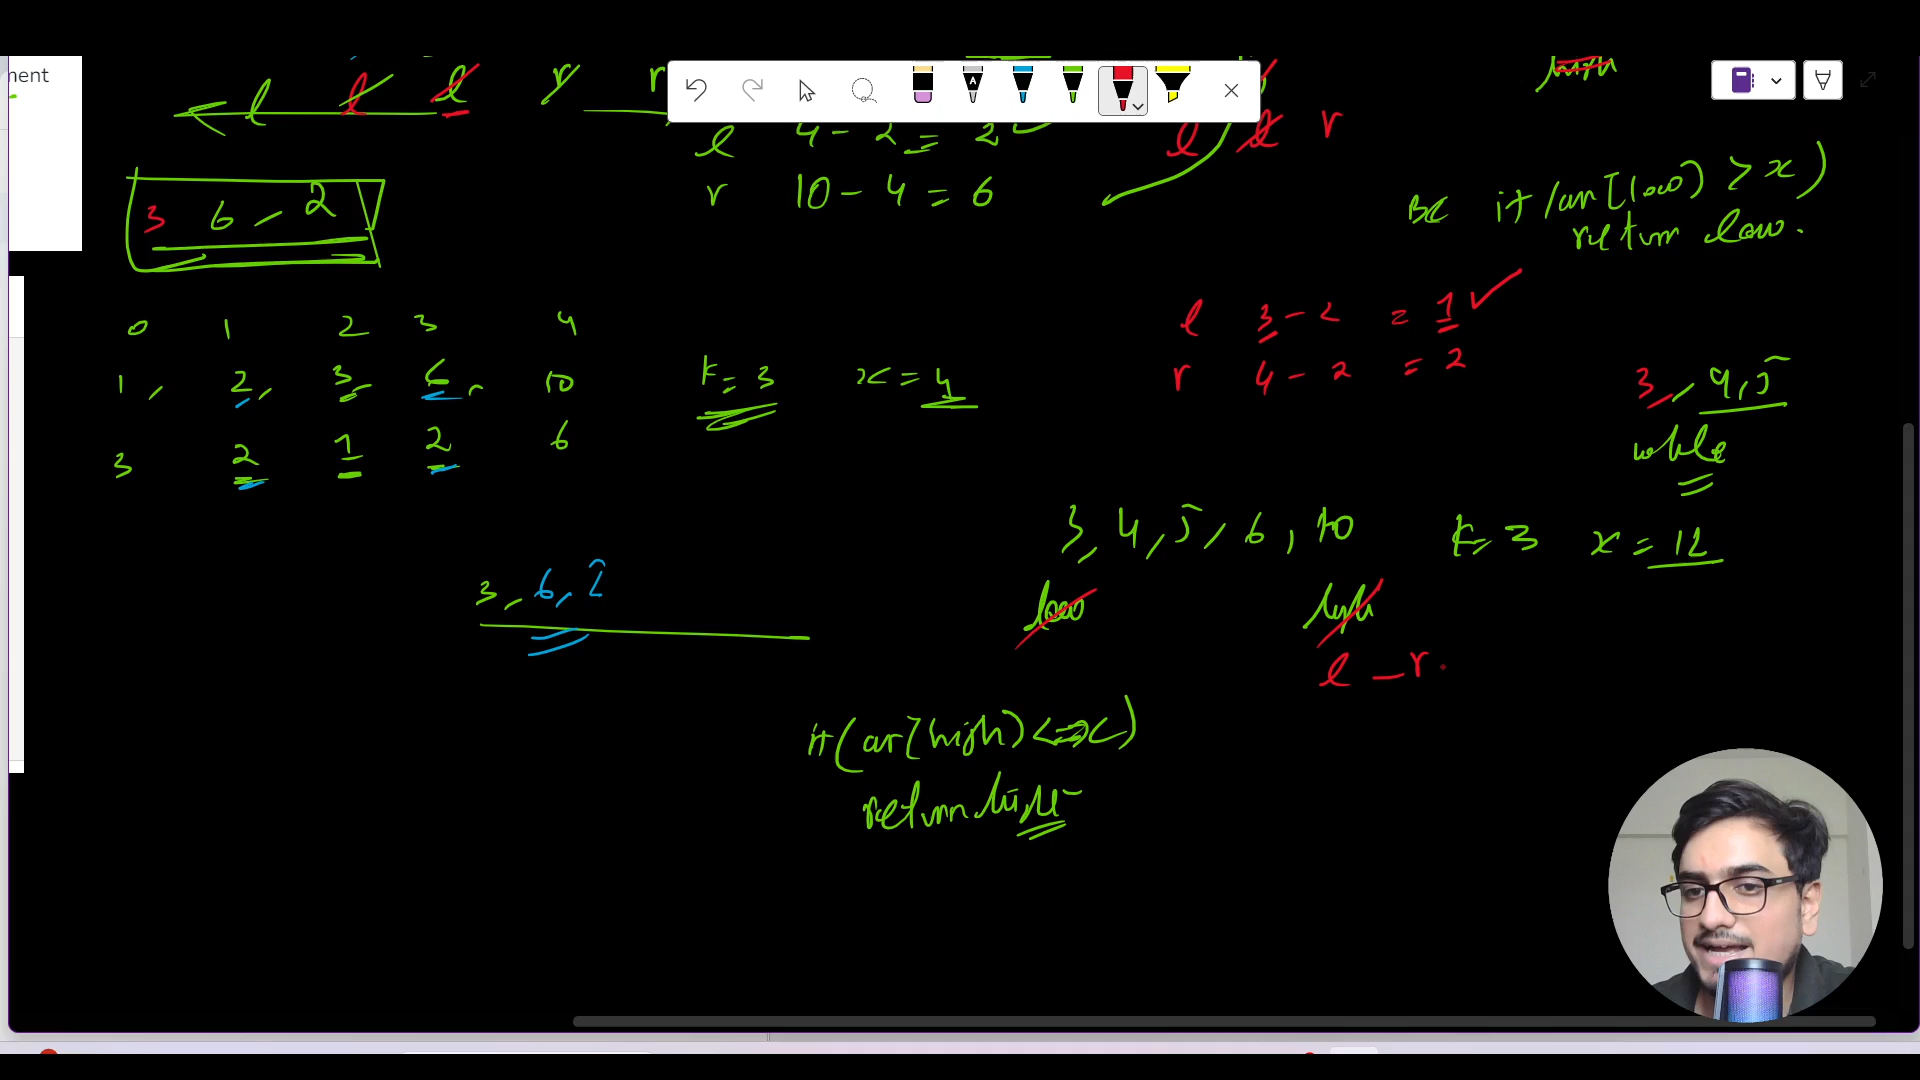 ment
l l l r r
l 4 - 2 = 2
r 10 - 4 = 6
l l r
3 6 , 2
BC if (arr[low] > x)
return low.
0 1 2 3 4
1 , 2, 3, 6, 10
3 2 1 2 6
k = 3 x = 4
l 3 - 2 = 1
r 4 - 2 = 2
3, 4, 5
while
3, 4, 5, 6, 10 k = 3 x = 12
low high
l r
3, 6, 2
if (arr[high] <= x)
return high